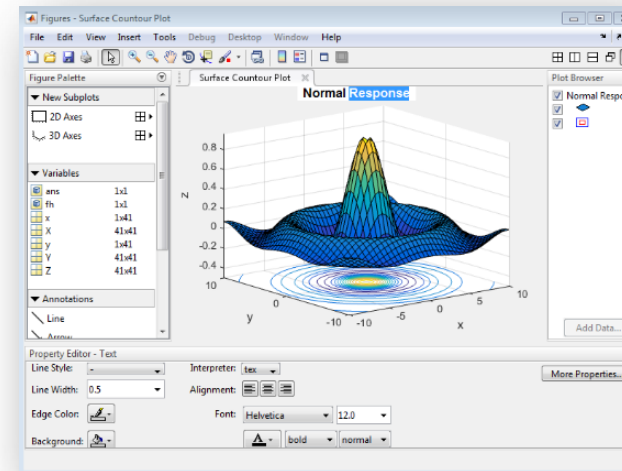 Figures - Surface Countour Plot
File Edit View Insert Tools Debug Desktop Window Help
Figure Palette
Surface Countour Plot
Plot Browser
New Subplots
2D Axes
3D Axes
Variables
ans 1x1
fh 1x1
x 1x41
X 41x41
y 1x41
Y 41x41
Z 41x41
Annotations
Line
Arrow
Normal Response
0.8
0.6
0.4
0.2
0
-0.2
-0.4
z
10
0
-10
y
-10
-5
0
5
10
x
Normal Respo
Add Data...
Property Editor - Text
Line Style: - Interpreter: tex
More Properties..
Line Width: 0.5 Alignment:
Edge Color: Font: Helvetica 12.0
Background: A bold normal